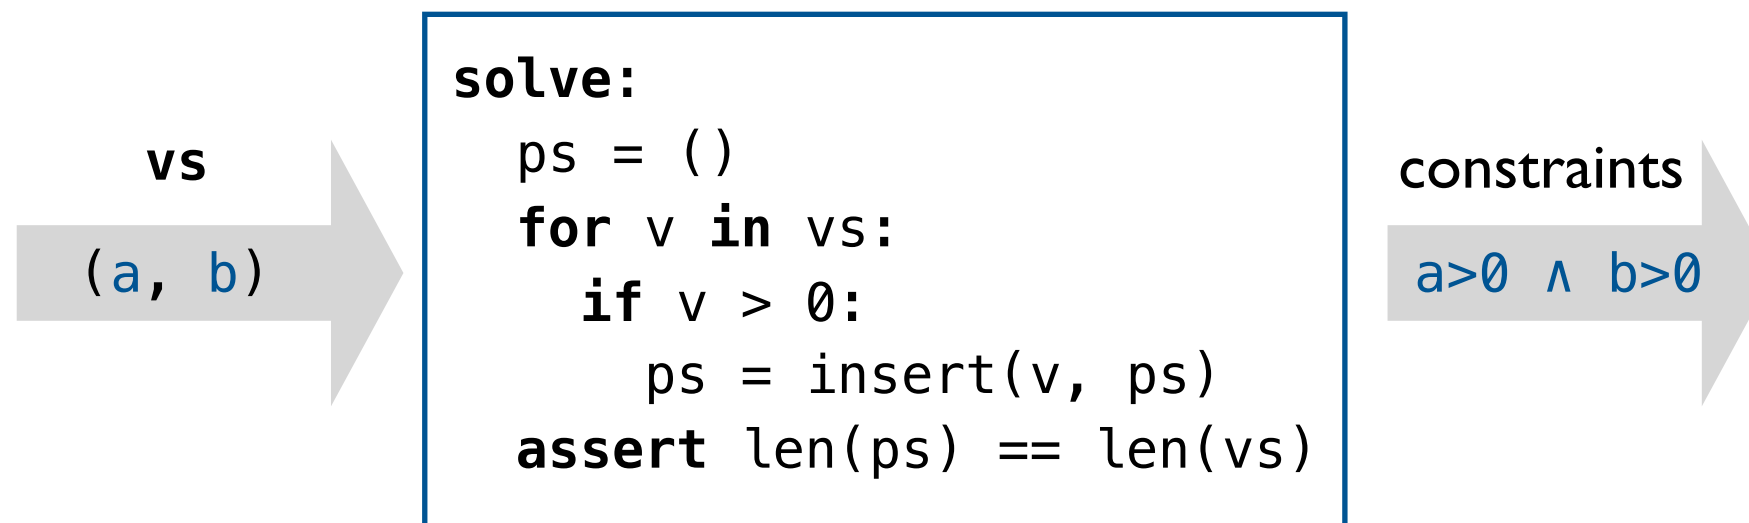 vs
(a, b)
solve:
  ps = ()
  for v in vs:
    if v > 0:
      ps = insert(v, ps)
  assert len(ps) == len(vs)
constraints
a>0 ∧ b>0